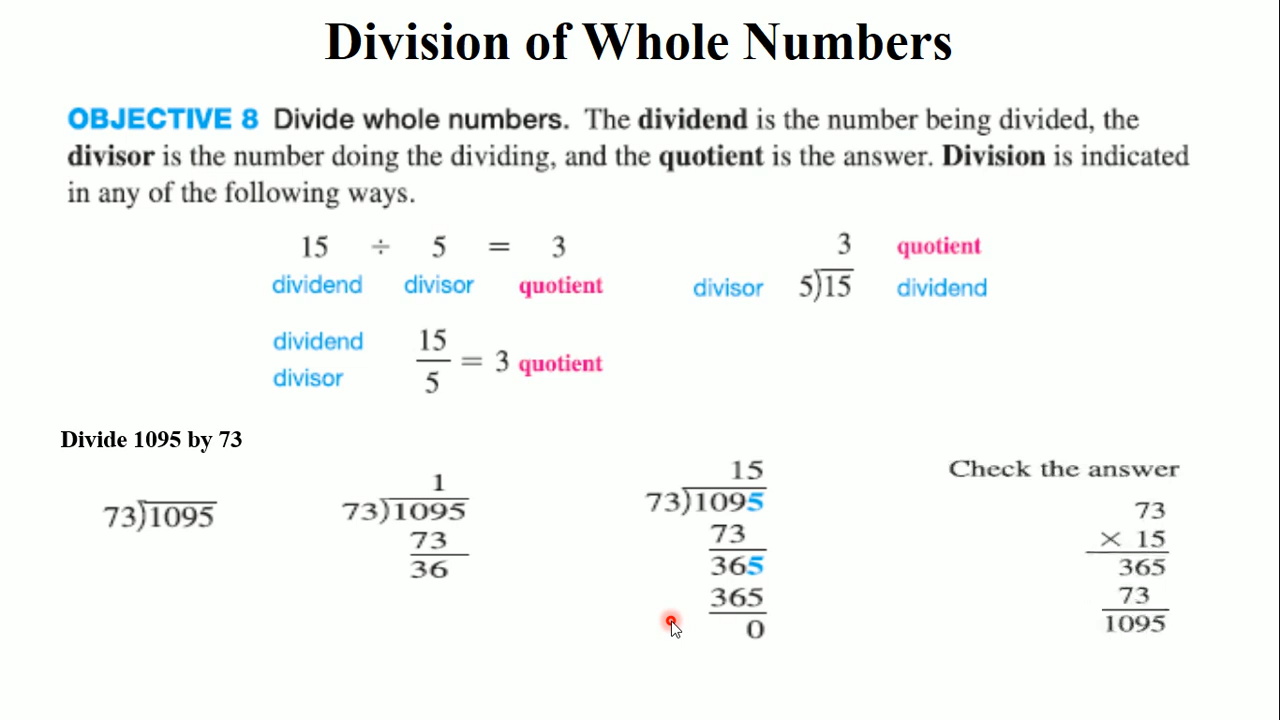 Division of Whole Numbers
OBJECTIVE 8 Divide whole numbers. The dividend is the number being divided, the
divisor is the number doing the dividing, and the quotient is the answer. Division is indicated
in any of the following ways.
15 ÷ 5 = 3
dividend divisor quotient
3 quotient
divisor 5)15 dividend
dividend 15
= 3 quotient
divisor 5
Divide 1095 by 73
73)1095
1
73)1095
73
36
15
73)1095
73
365
365
0
Check the answer
73
× 15
365
73
1095